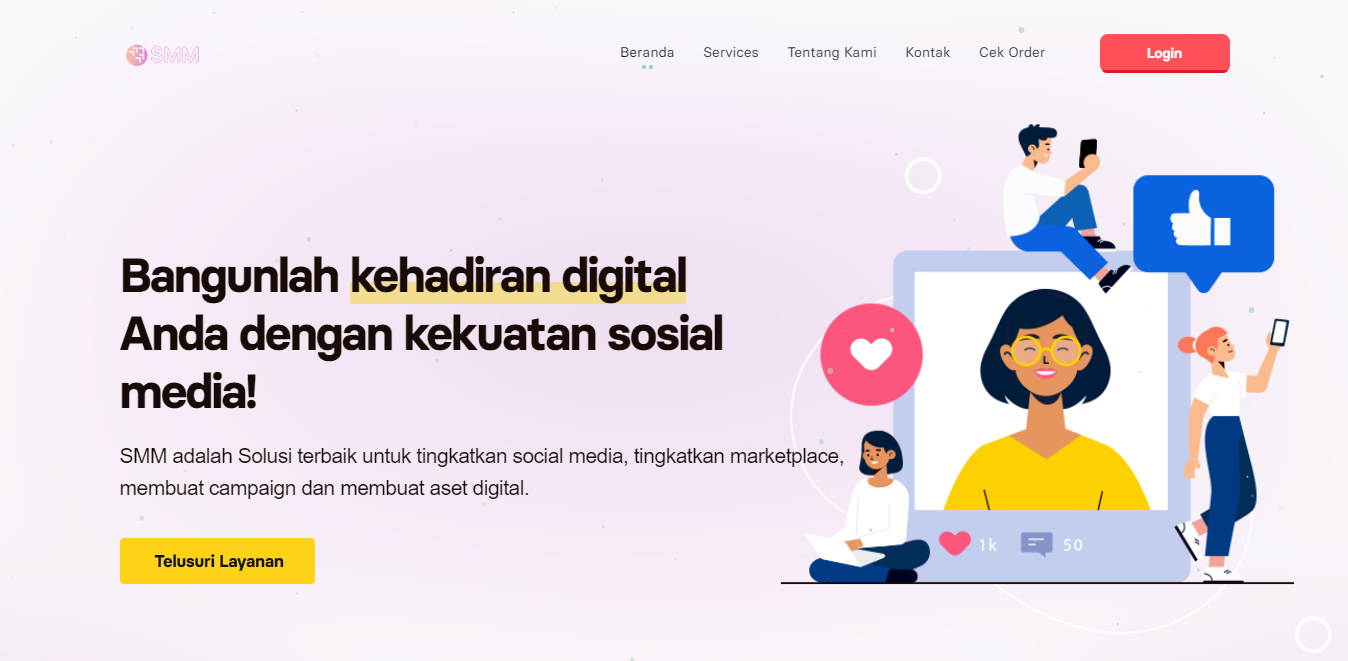 SMM
Beranda
Services
Tentang Kami
Kontak
Cek Order
Login
Bangunlah kehadiran digital
Anda dengan kekuatan sosial
media!
SMM adalah Solusi terbaik untuk tingkatkan social media, tingkatkan marketplace,
membuat campaign dan membuat aset digital.
Telusuri Layanan
1k
50